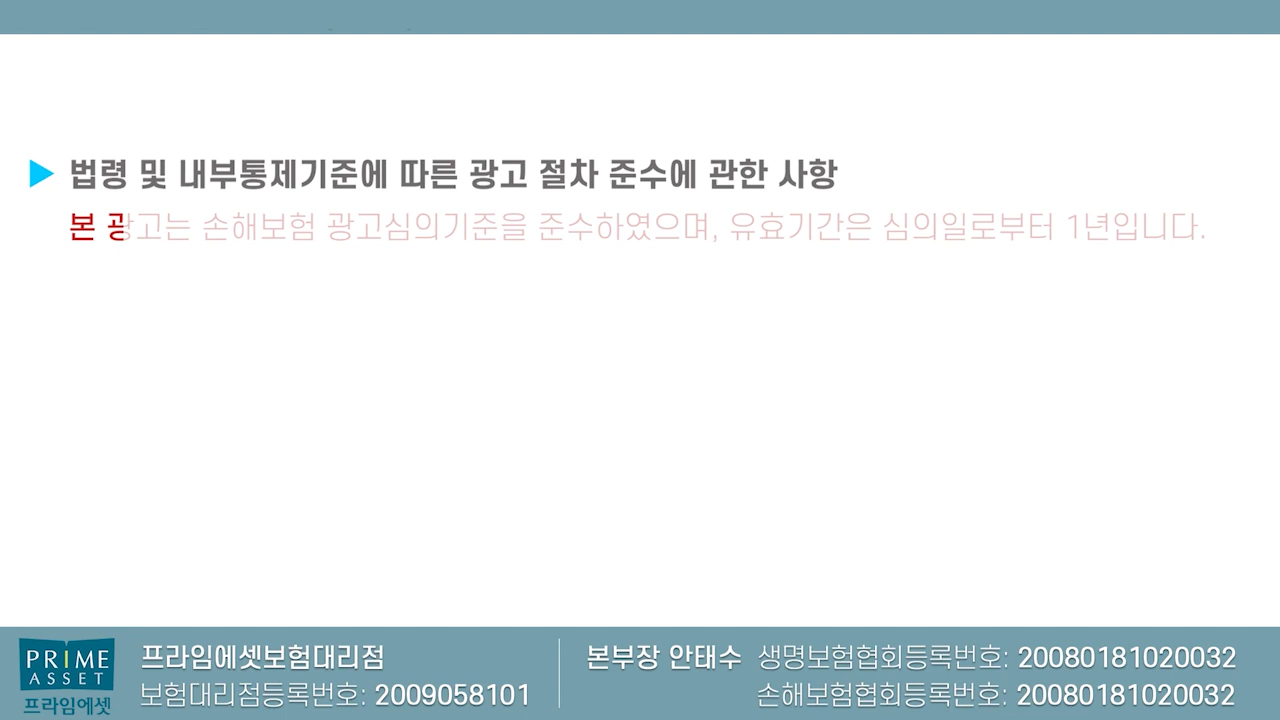 ▶ 법령 및 내부통제기준에 따른 광고 절차 준수에 관한 사항
본 광고는 손해보험 광고심의기준을 준수하였으며, 유효기간은 심의일로부터 1년입니다.
PRIME
ASSET
프라임에셋
프라임에셋보험대리점
보험대리점등록번호: 2009058101
본부장 안태수 생명보험협회등록번호: 20080181020032
손해보험협회등록번호: 20080181020032